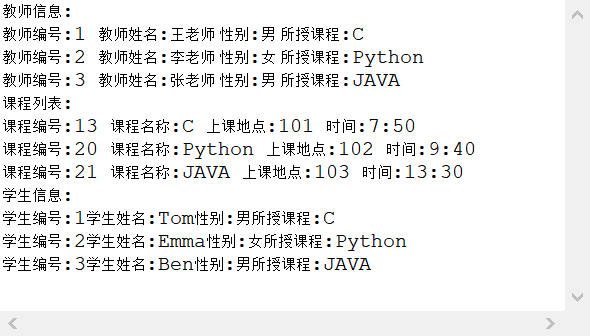 教师信息:
教师编号:1 教师姓名:王老师 性别:男 所授课程:C
教师编号:2 教师姓名:李老师 性别:女 所授课程:Python
教师编号:3 教师姓名:张老师 性别:男 所授课程:JAVA
课程列表:
课程编号:13 课程名称:C 上课地点:101 时间:7:50
课程编号:20 课程名称:Python 上课地点:102 时间:9:40
课程编号:21 课程名称:JAVA 上课地点:103 时间:13:30
学生信息:
学生编号:1学生姓名:Tom性别:男所授课程:C
学生编号:2学生姓名:Emma性别:女所授课程:Python
学生编号:3学生姓名:Ben性别:男所授课程:JAVA